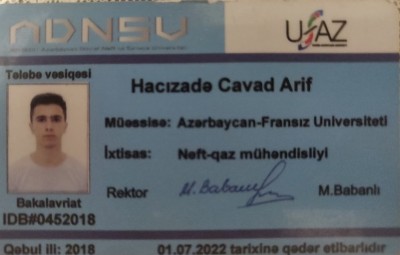 ADNSU
UFAZ
Tələbə vəsiqəsi
Hacızadə Cavad Arif
Müəssisə: Azərbaycan-Fransız Universiteti
İxtisas: Neft-qaz mühəndisliyi
Bakalavriat
Rektor M.Babanlı
IDB#0452018
Qəbul ili: 2018 01.07.2022 tarixinə qədər etibarlıdır